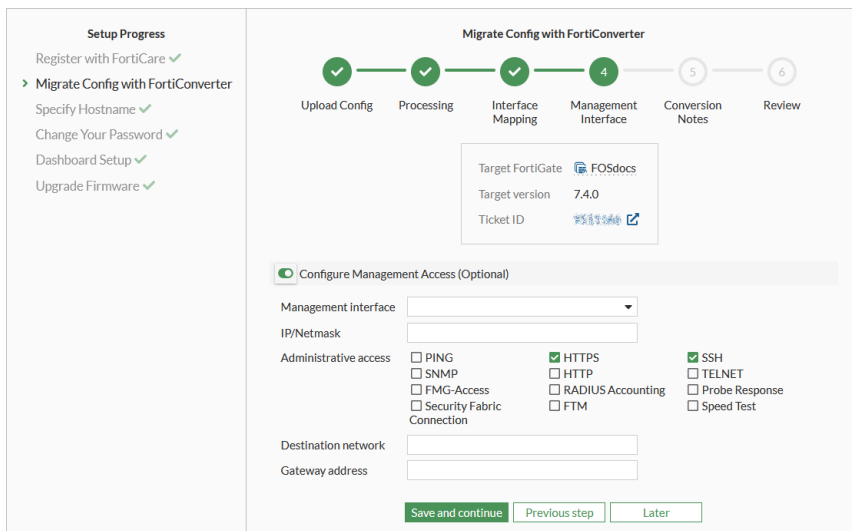 Setup Progress
Register with FortiCare
Migrate Config with FortiConverter
Specify Hostname
Change Your Password
Dashboard Setup
Upgrade Firmware
Migrate Config with FortiConverter
4
5
6
Upload Config
Processing
Interface
Mapping
Management
Interface
Conversion
Notes
Review
Target FortiGate FOSdocs
Target version 7.4.0
Ticket ID
Configure Management Access (Optional)
Management interface
IP/Netmask
Administrative access
PING HTTPS SSH
SNMP HTTP TELNET
FMG-Access RADIUS Accounting Probe Response
Security Fabric FTM Speed Test
Connection
Destination network
Gateway address
Save and continue Previous step Later